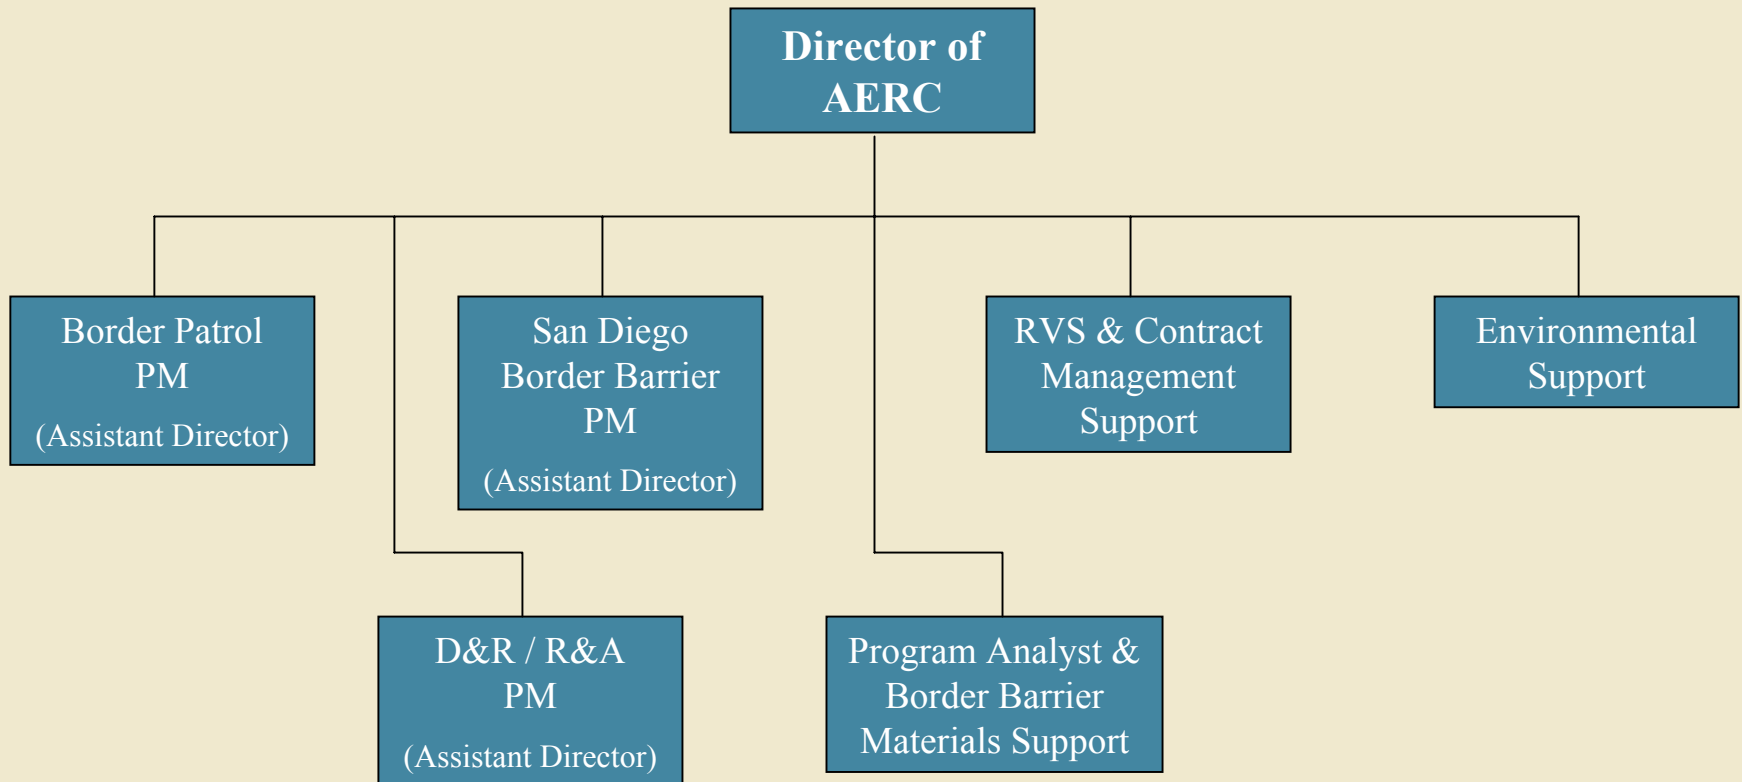 Director of
AERC
Border Patrol
PM
(Assistant Director)
San Diego
Border Barrier
PM
(Assistant Director)
RVS & Contract
Management
Support
Environmental
Support
D&R / R&A
PM
(Assistant Director)
Program Analyst &
Border Barrier
Materials Support